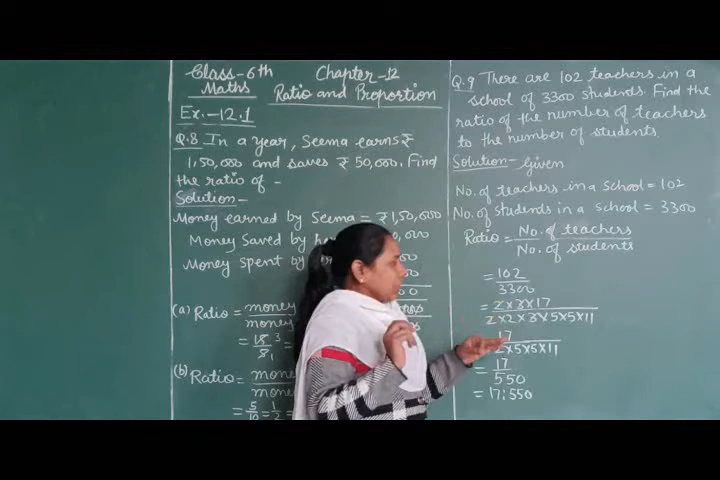 Class-6th Chapter-12
Maths Ratio and Proportion
Ex.-12.1
Q.8 In a year, Seema earns ₹
1,50,000 and saves ₹ 50,000. Find
the ratio of -
Solution -
Money earned by Seema = ₹1,50,000
Money Saved by
Money spent by
(a) Ratio = money
money
(b) Ratio =
= 5/10 = 1/2 =
Q.9 There are 102 teachers in a
school of 3300 students. Find the
ratio of the number of teachers
to the number of students.
Solution - Given
No. of teachers in a school = 102
No. of students in a school = 3300
Ratio = No. of teachers
No. of students
= 102
3300
= 2×3×17
2×2×3×5×5×11
17
2×5×5×11
= 17
550
= 17:550